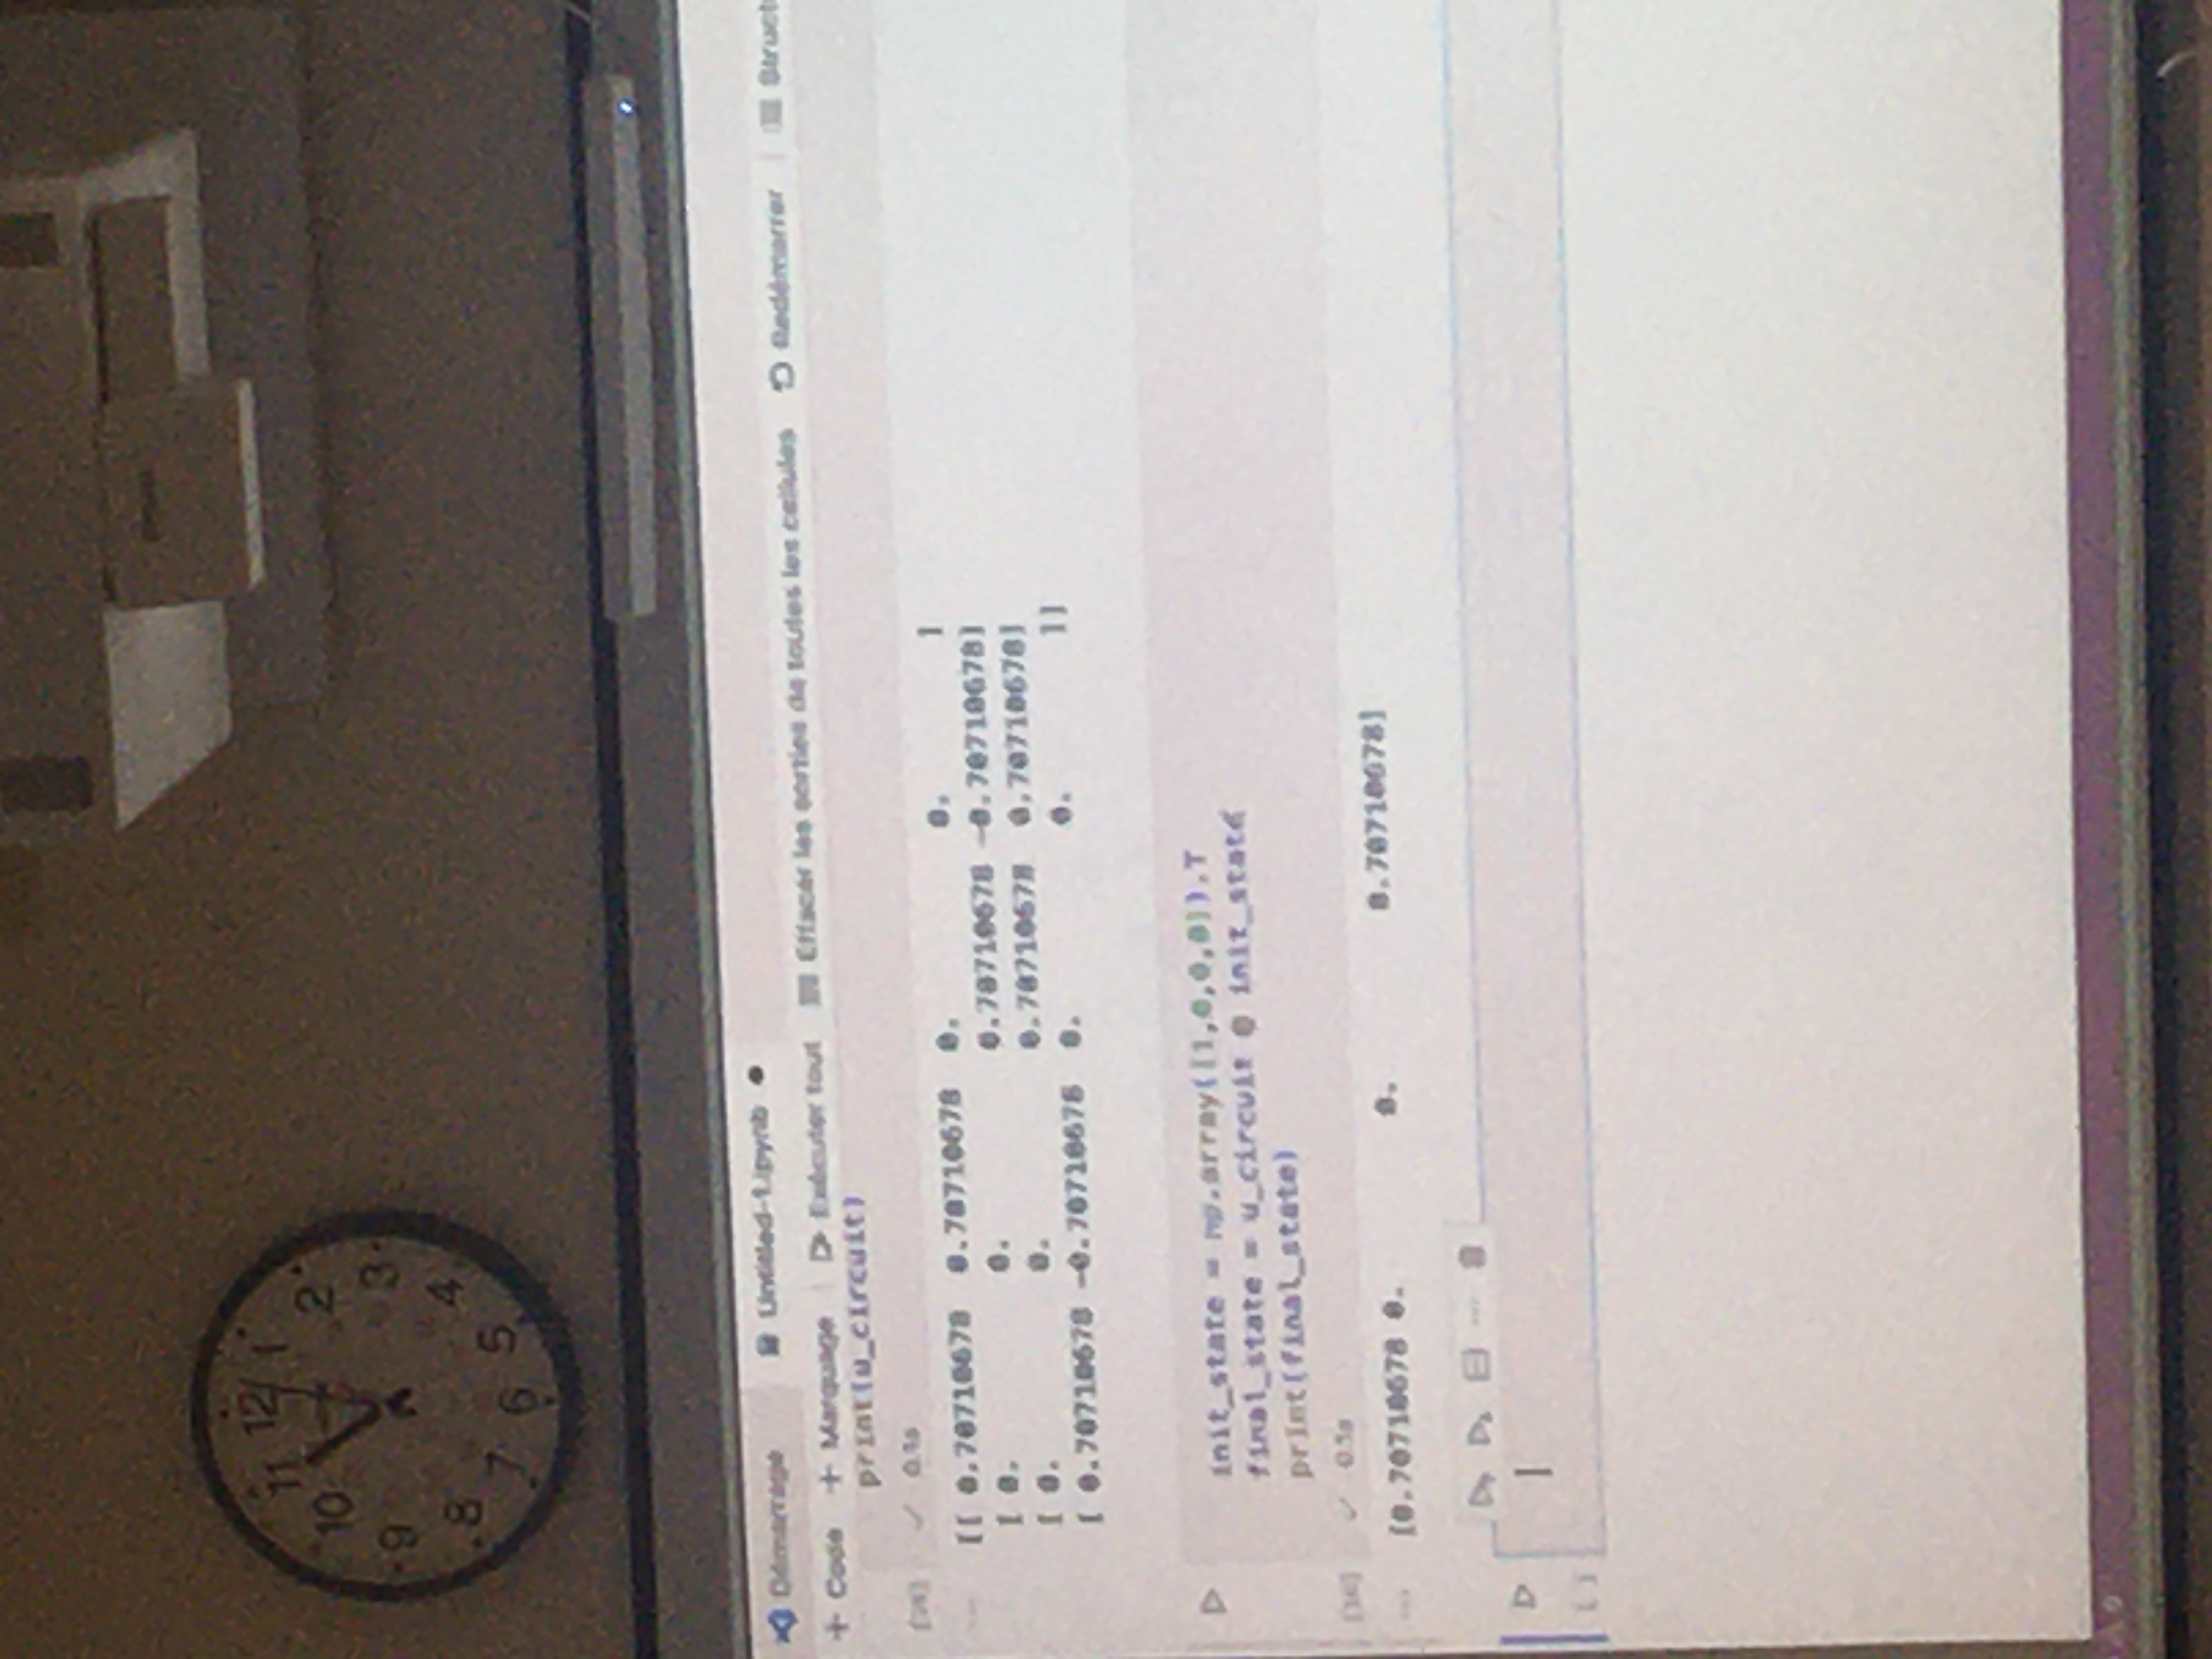 12
11 1
10 2
9 3
8 4
7 5
6
Démarrage Untitled-1.ipynb
+ Code + Marquage Exécuter tout Effacer les sorties de toutes les cellules Redémarrer Struct
print(u_circuit)
[[ 0.70710678 0.70710678 0. 0. ]
[ 0. 0. 0.70710678 -0.70710678]
[ 0. 0. 0.70710678 0.70710678]
[ 0.70710678 -0.70710678 0. 0. ]]
init_state = np.array([1,0,0,0]).T
final_state = u_circuit @ init_state
print(final_state)
[0.70710678 0. 0. 0.70710678]
[ ]